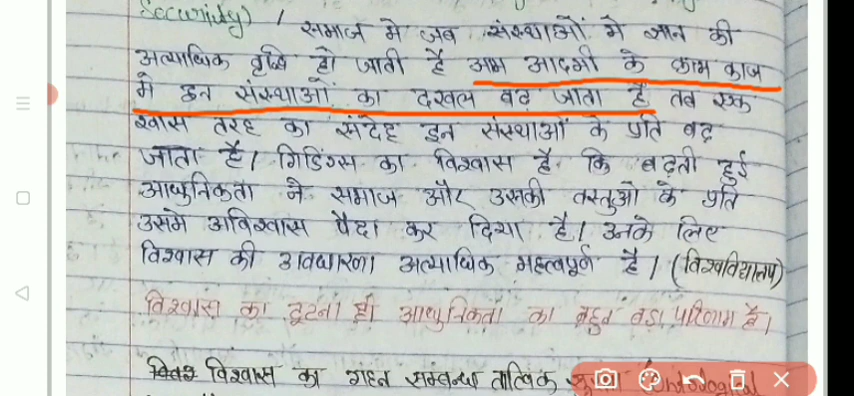 Security) / समाज मे जब संस्थाओं मे ज्ञान की
अत्याधिक वृद्धि हो जाती है आम आदमी के काम काज
मे इन संस्थाओं का दखल बढ़ जाता है तब एक
खास तरह का संदेह इन संस्थाओं के प्रति बढ़
जाता है। गिडिंग्स का विश्वास है कि बढ़ती हुई
आधुनिकता ने समाज और उसकी वस्तुओ के प्रति
उसमे अविश्वास पैदा कर दिया है। उनके लिए
विश्वास की अवधारणा अत्याधिक महत्वपूर्ण है। (विश्वविद्यालय)
विश्वास का टूटना ही आधुनिकता का बहुत बड़ा परिणाम है।
विश्वास का गहन सम्बन्ध तात्विक